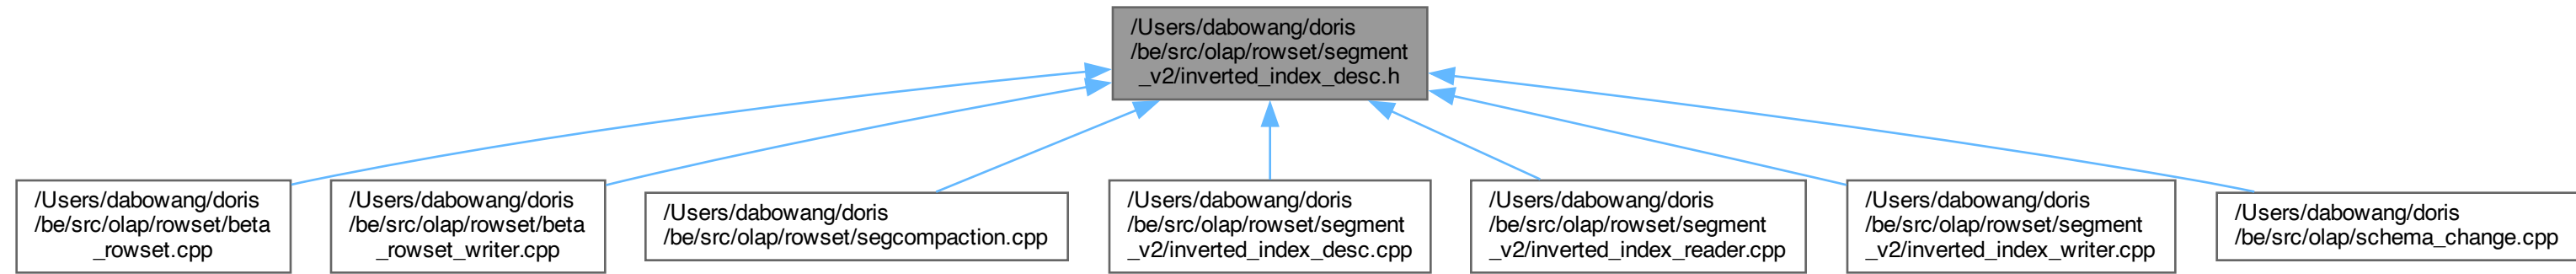 /Users/dabowang/doris
/be/src/olap/rowset/segment
_v2/inverted_index_desc.h
/Users/dabowang/doris
/be/src/olap/rowset/beta
_rowset.cpp
/Users/dabowang/doris
/be/src/olap/rowset/beta
_rowset_writer.cpp
/Users/dabowang/doris
/be/src/olap/rowset/segcompaction.cpp
/Users/dabowang/doris
/be/src/olap/rowset/segment
_v2/inverted_index_desc.cpp
/Users/dabowang/doris
/be/src/olap/rowset/segment
_v2/inverted_index_reader.cpp
/Users/dabowang/doris
/be/src/olap/rowset/segment
_v2/inverted_index_writer.cpp
/Users/dabowang/doris
/be/src/olap/schema_change.cpp